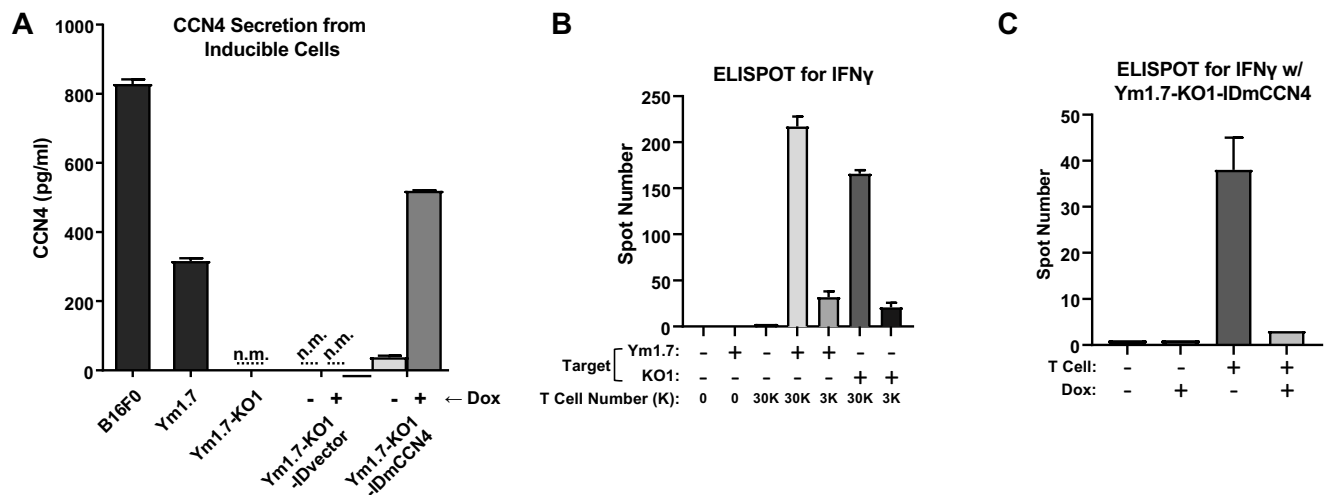 A
CCN4 Secretion from
Inducible Cells
CCN4 (pg/ml)
1000
800
600
400
200
0
n.m.
n.m.
n.m.
- + - + ← Dox
B16F0
Ym1.7
Ym1.7-KO1
Ym1.7-KO1
-IDvector
Ym1.7-KO1
-IDmCCN4
B
ELISPOT for IFNγ
Spot Number
250
200
150
100
50
0
Target
Ym1.7: - + - + + - -
KO1: - - - - - + +
T Cell Number (K): 0 0 30K 30K 3K 30K 3K
C
ELISPOT for IFNγ w/
Ym1.7-KO1-IDmCCN4
Spot Number
50
40
30
20
10
0
T Cell: - - + +
Dox: - + - +